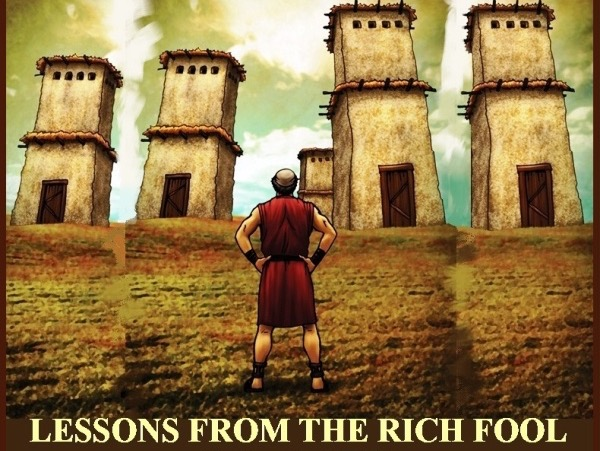 LESSONS FROM THE RICH FOOL